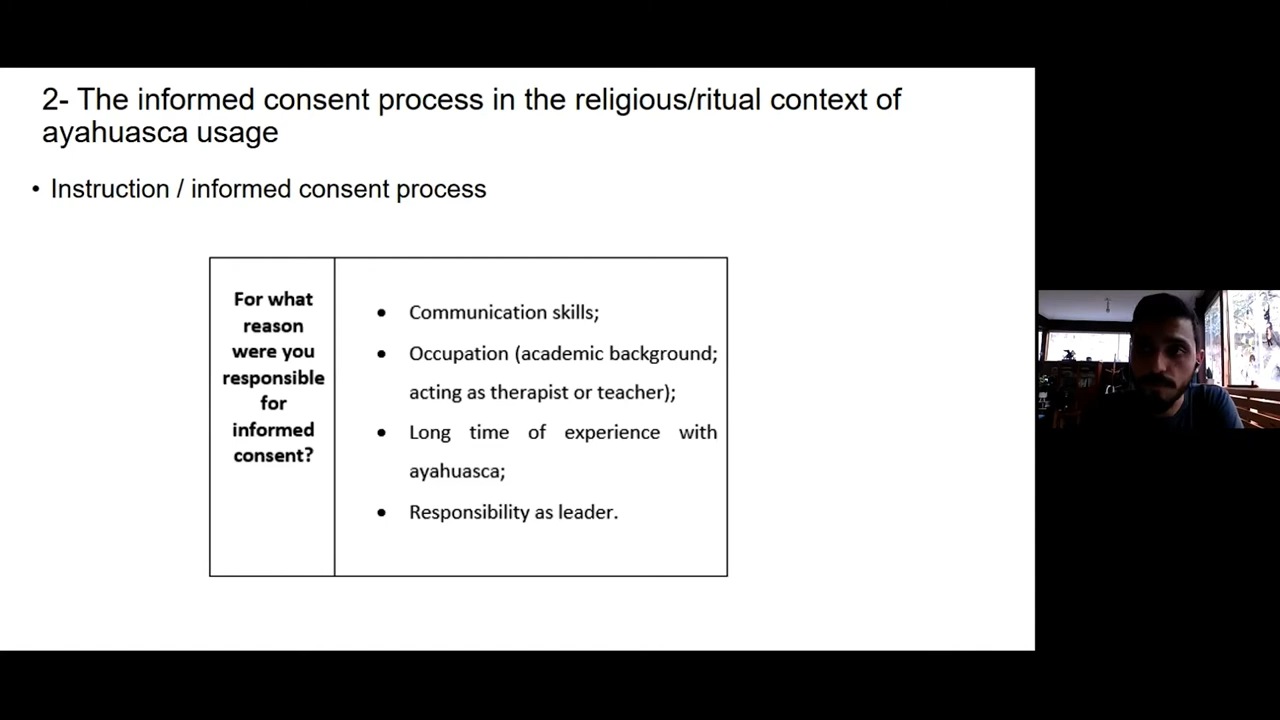 2- The informed consent process in the religious/ritual context of
ayahuasca usage
• Instruction / informed consent process
For what
reason
were you
responsible
for
informed
consent?
• Communication skills;
• Occupation (academic background;
acting as therapist or teacher);
• Long time of experience with
ayahuasca;
• Responsibility as leader.